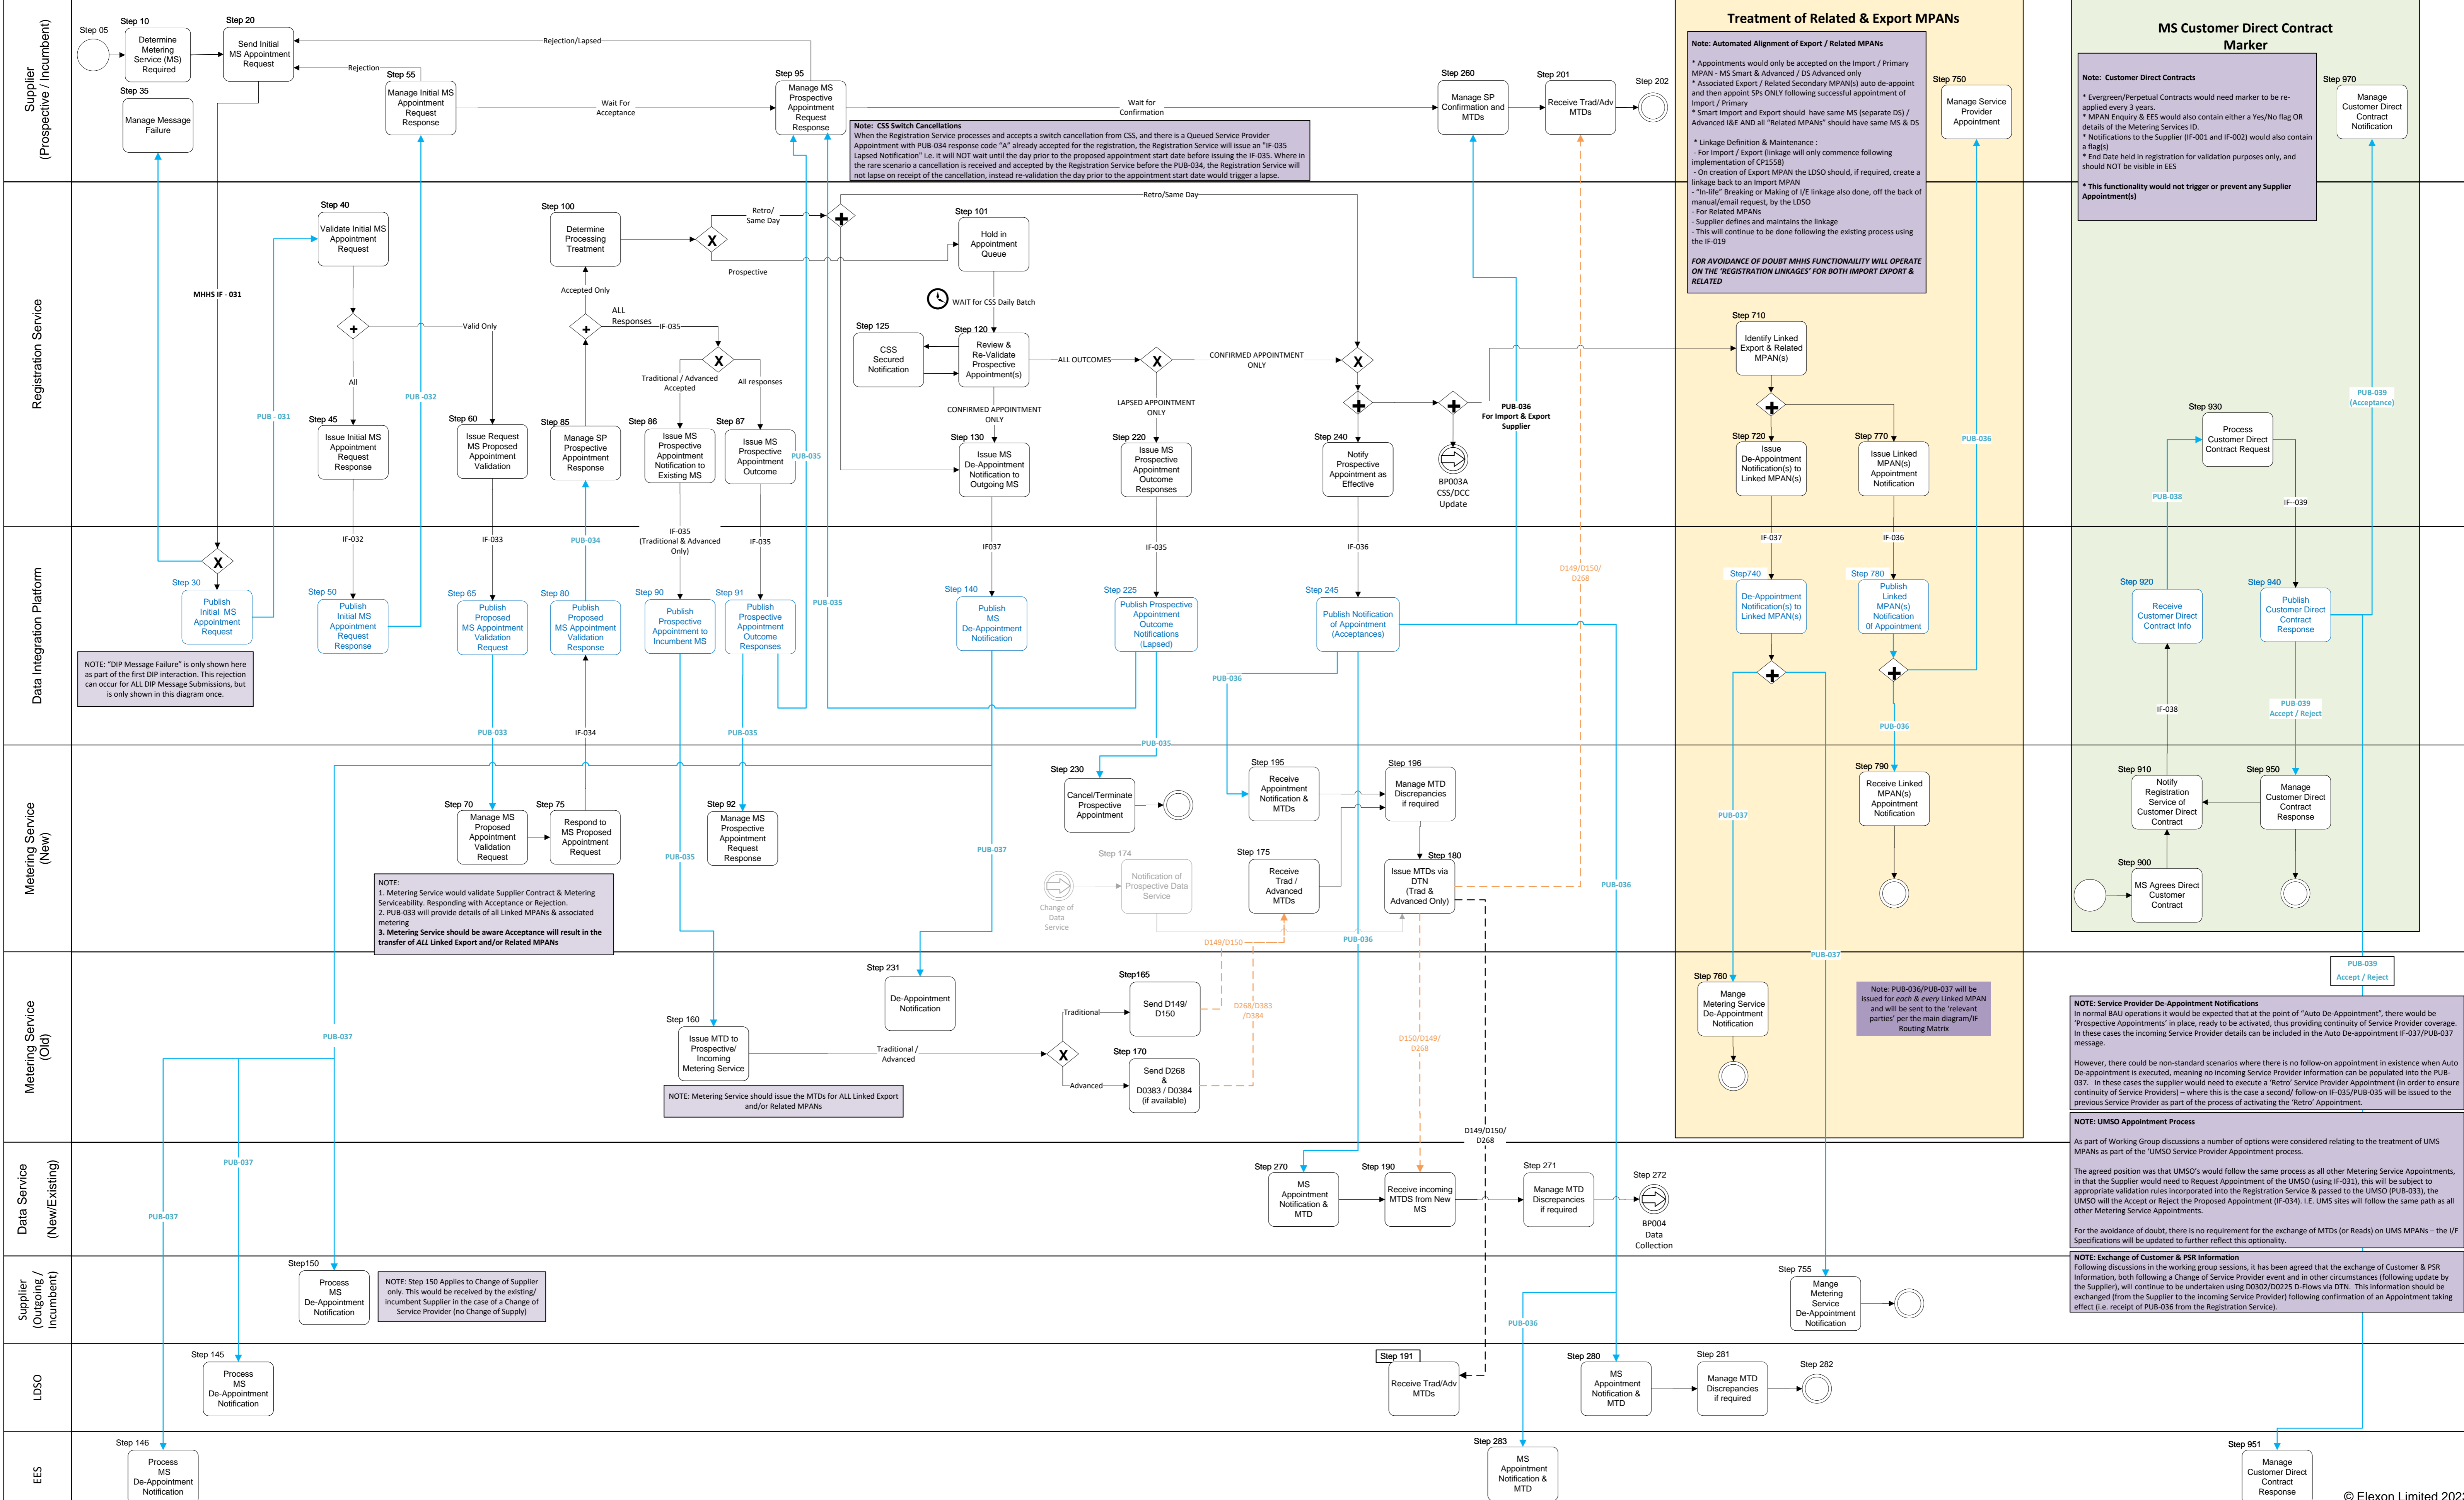 Supplier
(Prospective / Incumbent)
Step 05
Step 10
Determine
Metering
Service (MS)
Required
Step 20
Send Initial
MS Appointment
Request
Step 35
Manage Message
Failure
Rejection/Lapsed
Rejection
Step 55
Manage Initial MS
Appointment
Request
Response
Wait For
Acceptance
Step 95
Manage MS
Prospective
Appointment
Request
Response
Wait for
Confirmation
Note:  CSS Switch Cancellations
When the Registration Service processes and accepts a switch cancellation from CSS, and there is a Queued Service Provider
Appointment with PUB-034 response code "A" already accepted for the registration, the Registration Service will issue an "IF-035
Lapsed Notification" i.e. it will NOT wait until the day prior to the proposed appointment start date before issuing the IF-035. Where in
the rare scenario a cancellation is received and accepted by the Registration Service before the PUB-034, the Registration Service will
not lapse on receipt of the cancellation, instead re-validation the day prior to the appointment start date would trigger a lapse.
Step 260
Manage SP
Confirmation and
MTDs
Step 201
Receive Trad/Adv
MTDs
Step 202
Treatment of Related & Export MPANs
Note: Automated Alignment of Export / Related MPANs
* Appointments would only be accepted on the Import / Primary
MPAN - MS Smart & Advanced / DS Advanced only
* Associated Export / Related Secondary MPAN(s) auto de-appoint
and then appoint SPs ONLY following successful appointment of
Import / Primary
* Smart Import and Export should  have same MS (separate DS) /
Advanced I&E AND all "Related MPANs" should have same MS & DS
* Linkage Definition & Maintenance :
- For Import / Export (linkage will only commence following
implementation of CP1558)
- On creation of Export MPAN the LDSO should, if required, create a
linkage back to an Import MPAN
- "In-life" Breaking or Making of I/E linkage also done, off the back of
manual/email request, by the LDSO
- For Related MPANs
- Supplier defines and maintains the linkage
- This will continue to be done following the existing process using
the IF-019
FOR AVOIDANCE OF DOUBT MHHS FUNCTIONAILITY WILL OPERATE
ON THE 'REGISTRATION LINKAGES' FOR BOTH IMPORT EXPORT &
RELATED
Step 750
Manage Service
Provider
Appointment
MS Customer Direct Contract
Marker
Note:  Customer Direct Contracts
* Evergreen/Perpetual Contracts would need marker to be re-
applied every 3 years.
* MPAN Enquiry & EES would also contain either a Yes/No flag OR
details of the Metering Services ID.
* Notifications to the Supplier (IF-001 and IF-002) would also contain
a flag(s)
* End Date held in registration for validation purposes only, and
should NOT be visible in EES
* This functionality would not trigger or prevent any Supplier
Appointment(s)
Step 970
Manage
Customer Direct
Contract
Notification
Registration Service
MHHS IF - 031
PUB - 031
Step 40
Validate Initial MS
Appointment
Request
Valid Only
All
PUB -032
Step 45
Issue Initial MS
Appointment
Request
Response
Step 60
Issue Request
MS Proposed
Appointment
Validation
Step 100
Determine
Processing
Treatment
Accepted Only
ALL
Responses
IF-035
Traditional / Advanced
Accepted
All responses
Step 85
Manage SP
Prospective
Appointment
Response
Step 86
Issue MS
Prospective
Appointment
Notification to
Existing MS
Step 87
Issue MS
Prospective
Appointment
Outcome
X
X
Retro/
Same Day
Prospective
Retro/Same Day
PUB-035
Step 101
Hold in
Appointment
Queue
WAIT for CSS Daily Batch
Step 125
CSS
Secured
Notification
Step 120
Review &
Re-Validate
Prospective
Appointment(s)
ALL OUTCOMES
X
CONFIRMED APPOINTMENT
ONLY
X
CONFIRMED APPOINTMENT
ONLY
LAPSED APPOINTMENT
ONLY
Step 130
Issue MS
De-Appointment
Notification to
Outgoing MS
Step 220
Issue MS
Prospective
Appointment
Outcome
Responses
Step 240
Notify
Prospective
Appointment as
Effective
BP003A
CSS/DCC
Update
PUB-036
For Import & Export
Supplier
Step 710
Identify Linked
Export & Related
MPAN(s)
Step 720
Issue
De-Appointment
Notification(s) to
Linked MPAN(s)
Step 770
Issue Linked
MPAN(s)
Appointment
Notification
PUB-036
Step 930
Process
Customer Direct
Contract Request
PUB-038
IF--039
PUB-039
(Acceptance)
Data Integration Platform
X
Step 30
Publish
Initial  MS
Appointment
Request
NOTE: "DIP Message Failure" is only shown here
as part of the first DIP interaction. This rejection
can occur for ALL DIP Message Submissions, but
is only shown in this diagram once.
IF-032
Step 50
Publish
Initial MS
Appointment
Request
Response
IF-033
Step 65
Publish
Proposed
MS Appointment
Validation
Request
PUB-034
Step 80
Publish
Proposed
MS Appointment
Validation
Response
IF-035
(Traditional & Advanced
Only)
Step 90
Publish
Prospective
Appointment to
Incumbent MS
IF-035
Step 91
Publish
Prospective
Appointment
Outcome
Responses
PUB-035
IF037
Step 140
Publish
MS
De-Appointment
Notification
IF-035
Step 225
Publish Prospective
Appointment
Outcome
Notifications
(Lapsed)
IF-036
Step 245
Publish Notification
of Appointment
(Acceptances)
D149/D150/
D268
IF-037
Step740
De-Appointment
Notification(s) to
Linked MPAN(s)
IF-036
Step 780
Publish
Linked
MPAN(s)
Notification
0f Appointment
Step 920
Receive
Customer Direct
Contract Info
Step 940
Publish
Customer Direct
Contract
Response
PUB-033
IF-034
PUB-035
PUB-035
PUB-036
PUB-036
IF-038
PUB-039
Accept / Reject
Metering Service
(New)
Step 70
Manage MS
Proposed
Appointment
Validation
Request
Step 75
Respond to
MS Proposed
Appointment
Request
NOTE:
1. Metering Service would validate Supplier Contract & Metering
Serviceability. Responding with Acceptance or Rejection.
2. PUB-033 will provide details of all Linked MPANs & associated
metering
3. Metering Service should be aware Acceptance will result in the
transfer of ALL Linked Export and/or Related MPANs
PUB-035
Step 92
Manage MS
Prospective
Appointment
Request
Response
PUB-037
Step 230
Cancel/Terminate
Prospective
Appointment
Step 174
Notification of
Prospective Data
Service
Change of
Data
Service
Step 195
Receive
Appointment
Notification &
MTDs
Step 196
Manage MTD
Discrepancies
if required
Step 175
Receive
Trad /
Advanced
MTDs
Step 180
Issue MTDs via
DTN
(Trad &
Advanced Only)
D149/D150
PUB-036
PUB-036
PUB-037
Step 790
Receive Linked
MPAN(s)
Appointment
Notification
Step 910
Notify
Registration
Service of
Customer Direct
Contract
Step 950
Manage
Customer Direct
Contract
Response
Step 900
MS Agrees Direct
Customer
Contract
Metering Service
(Old)
PUB-037
Step 160
Issue MTD to
Prospective/
Incoming
Metering Service
NOTE: Metering Service should issue the MTDs for ALL Linked Export
and/or Related MPANs
Step 231
De-Appointment
Notification
Traditional /
Advanced
X
Traditional
Advanced
Step165
Send D149/
D150
Step 170
Send D268
&
D0383 / D0384
(if available)
D268/D383
/D384
D150/D149/
D268
PUB-037
Step 760
Mange
Metering Service
De-Appointment
Notification
Note: PUB-036/PUB-037 will be
issued for each & every Linked MPAN
and will be sent to the 'relevant
parties' per the main diagram/IF
Routing Matrix
PUB-039
Accept / Reject
NOTE: Service Provider De-Appointment Notifications
In normal BAU operations it would be expected that at the point of "Auto De-Appointment", there would be
'Prospective Appointments' in place, ready to be activated, thus providing continuity of Service Provider coverage.
In these cases the incoming Service Provider details can be included in the Auto De-appointment IF-037/PUB-037
message.
However, there could be non-standard scenarios where there is no follow-on appointment in existence when Auto
De-appointment is executed, meaning no incoming Service Provider information can be populated into the PUB-
037.   In these cases the supplier would need to execute a 'Retro' Service Provider Appointment (in order to ensure
continuity of Service Providers) – where this is the case a second/ follow-on IF-035/PUB-035 will be issued to the
previous Service Provider as part of the process of activating the 'Retro' Appointment.
NOTE: UMSO Appointment Process
As part of Working Group discussions a number of options were considered relating to the treatment of UMS
MPANs as part of the 'UMSO Service Provider Appointment process.
The agreed position was that UMSO's would follow the same process as all other Metering Service Appointments,
in that the Supplier would need to Request Appointment of the UMSO (using IF-031), this will be subject to
appropriate validation rules incorporated into the Registration Service & passed to the UMSO (PUB-033), the
UMSO will the Accept or Reject the Proposed Appointment (IF-034). I.E. UMS sites will follow the same path as all
other Metering Service Appointments.
For the avoidance of doubt, there is no requirement for the exchange of MTDs (or Reads) on UMS MPANs – the I/F
Specifications will be updated to further reflect this optionality.
NOTE: Exchange of Customer & PSR Information
Following discussions in the working group sessions, it has been agreed that the exchange of Customer & PSR
Information, both following a Change of Service Provider event and in other circumstances (following update by
the Supplier), will continue to be undertaken using D0302/D0225 D-Flows via DTN.  This information should be
exchanged (from the Supplier to the incoming Service Provider) following confirmation of an Appointment taking
effect (i.e. receipt of PUB-036 from the Registration Service).
Data Service
(New/Existing)
PUB-037
PUB-037
D149/D150/
D268
Step 270
MS
Appointment
Notification &
MTD
Step 190
Receive incoming
MTDS from New
MS
Step 271
Manage MTD
Discrepancies
if required
Step 272
BP004
Data
Collection
Supplier
(Outgoing /
Incumbent)
Step150
Process
MS
De-Appointment
Notification
NOTE: Step 150 Applies to Change of Supplier
only. This would be received by the existing/
incumbent Supplier in the case of a Change of
Service Provider (no Change of Supply)
PUB-036
Step 755
Mange
Metering
Service
De-Appointment
Notification
LDSO
Step 145
Process
MS
De-Appointment
Notification
Step 191
Receive Trad/Adv
MTDs
Step 280
MS
Appointment
Notification &
MTD
Step 281
Manage MTD
Discrepancies
if required
Step 282
EES
Step 146
Process
MS
De-Appointment
Notification
Step 283
MS
Appointment
Notification &
MTD
Step 951
Manage
Customer Direct
Contract
Response
© Elexon Limited 202